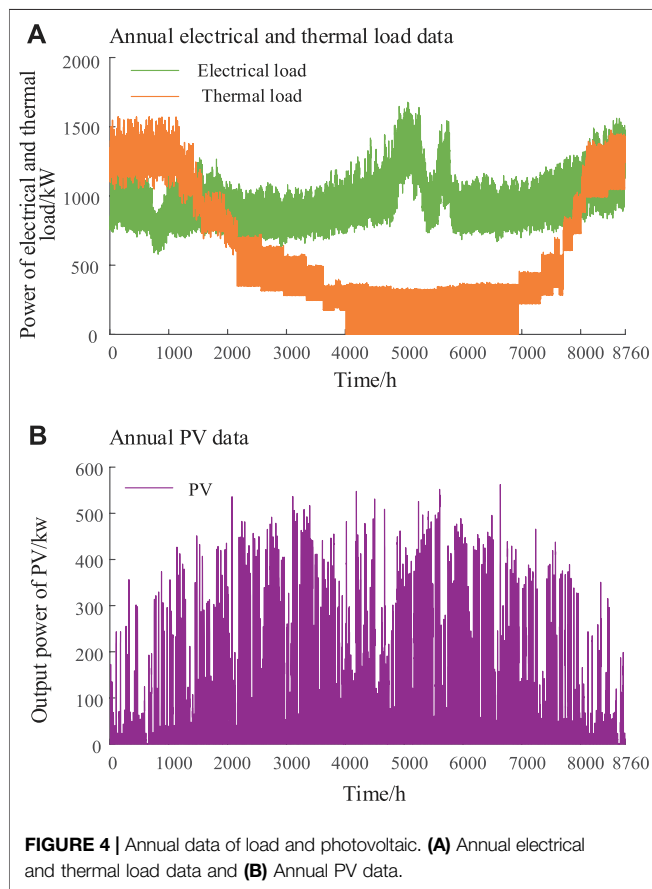 A
Annual electrical and thermal load data
2000
Electrical load
Thermal load
1500
1000
500
0
Power of electrical and thermal
load/kW
0 1000 2000 3000 4000 5000 6000 7000 8000 8760
Time/h
B
Annual PV data
600
PV
500
400
300
200
100
0
Output power of PV/kw
0 1000 2000 3000 4000 5000 6000 7000 8000 8760
Time/h
FIGURE 4 | Annual data of load and photovoltaic. (A) Annual electrical
and thermal load data and (B) Annual PV data.